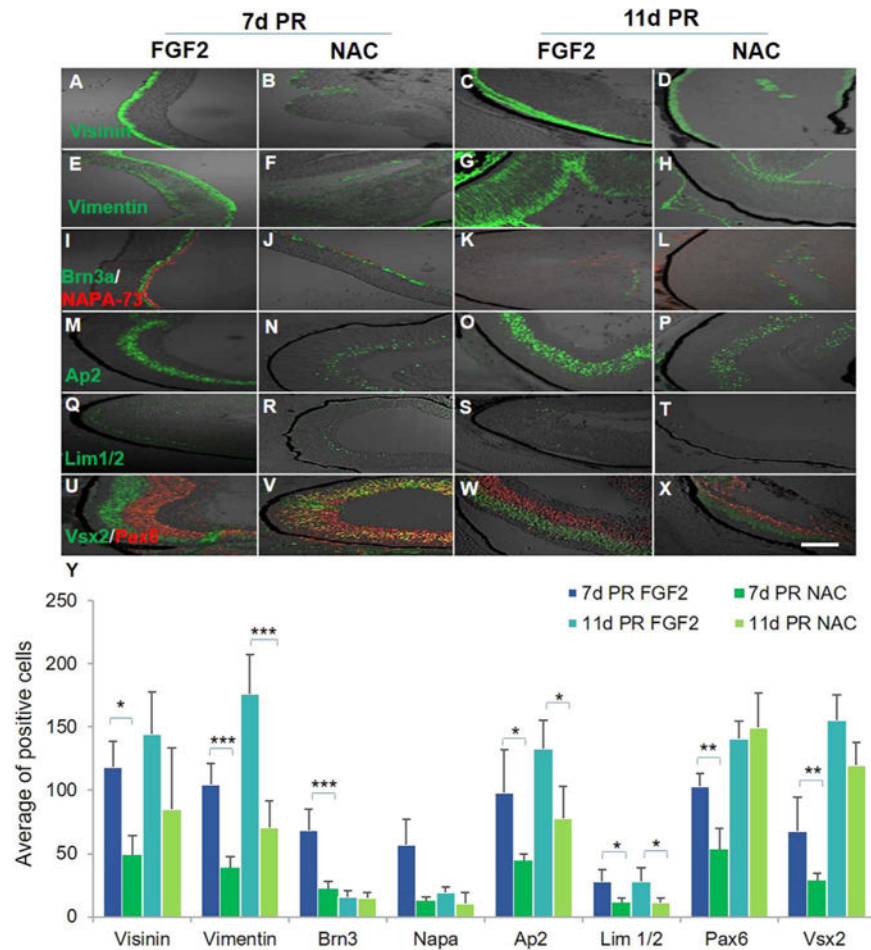 7d PR 11d PR
FGF2 NAC FGF2 NAC
A B C D
Visinin
E F G H
Vimentin
I J K L
Brn3a/
NAPA-73
M N O P
Ap2
Q R S T
Lim1/2
U V W X
Vsx2/Pax6
Y
250
200
150
100
50
0
Average of positive cells
7d PR FGF2 7d PR NAC
11d PR FGF2 11d PR NAC
* *** *** *** * * * * ** **
Visinin Vimentin Brn3 Napa Ap2 Lim 1/2 Pax6 Vsx2